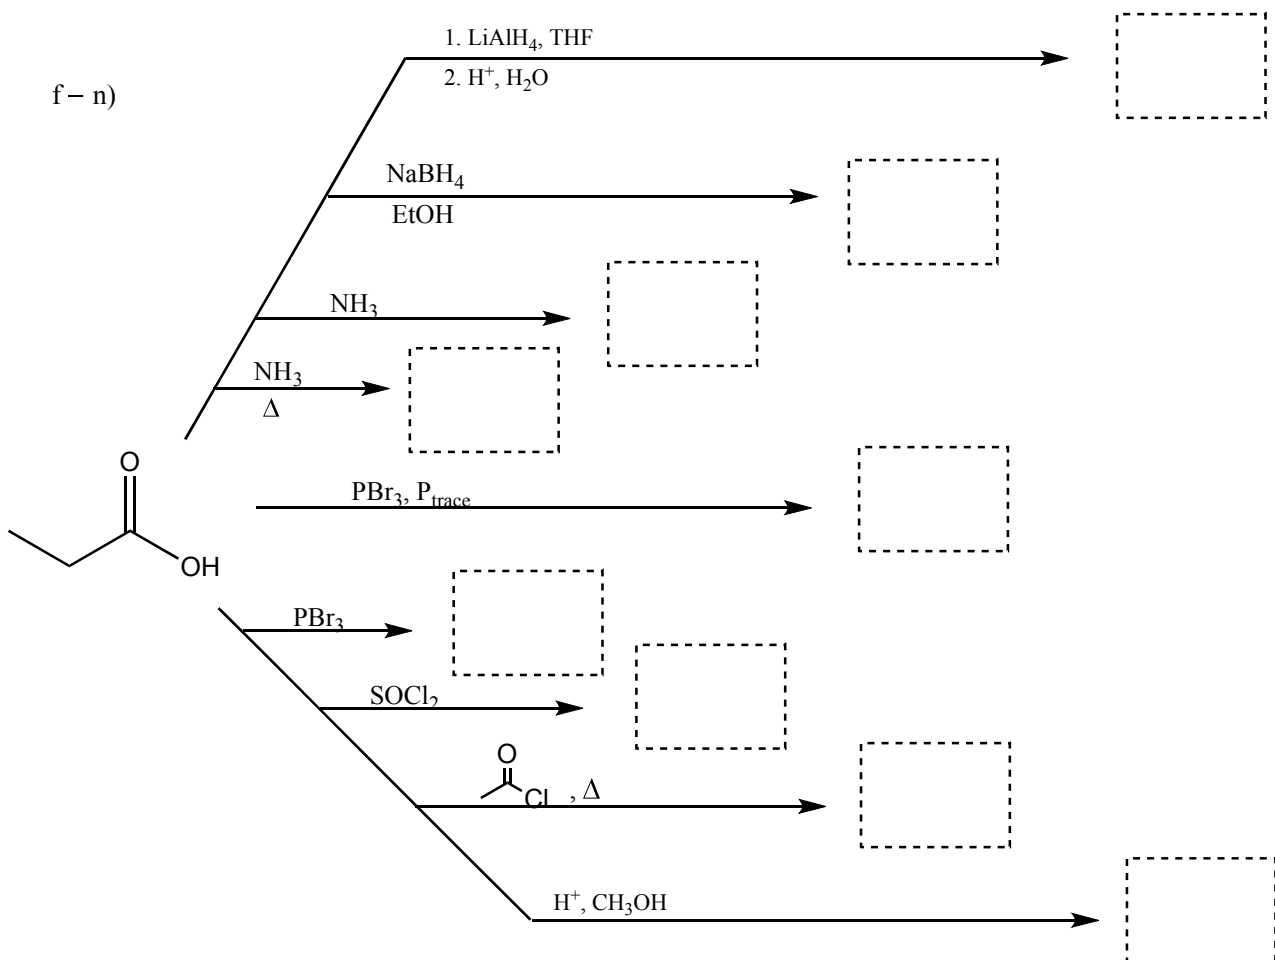 1. LiAlH₄, THF
2. H⁺, H₂O
f – n)
NaBH₄
EtOH
NH₃
NH₃
Δ
O
PBr₃, Pₜᵣₐcₑ
OH
PBr₃
SOCl₂
O
Cl , Δ
H⁺, CH₃OH